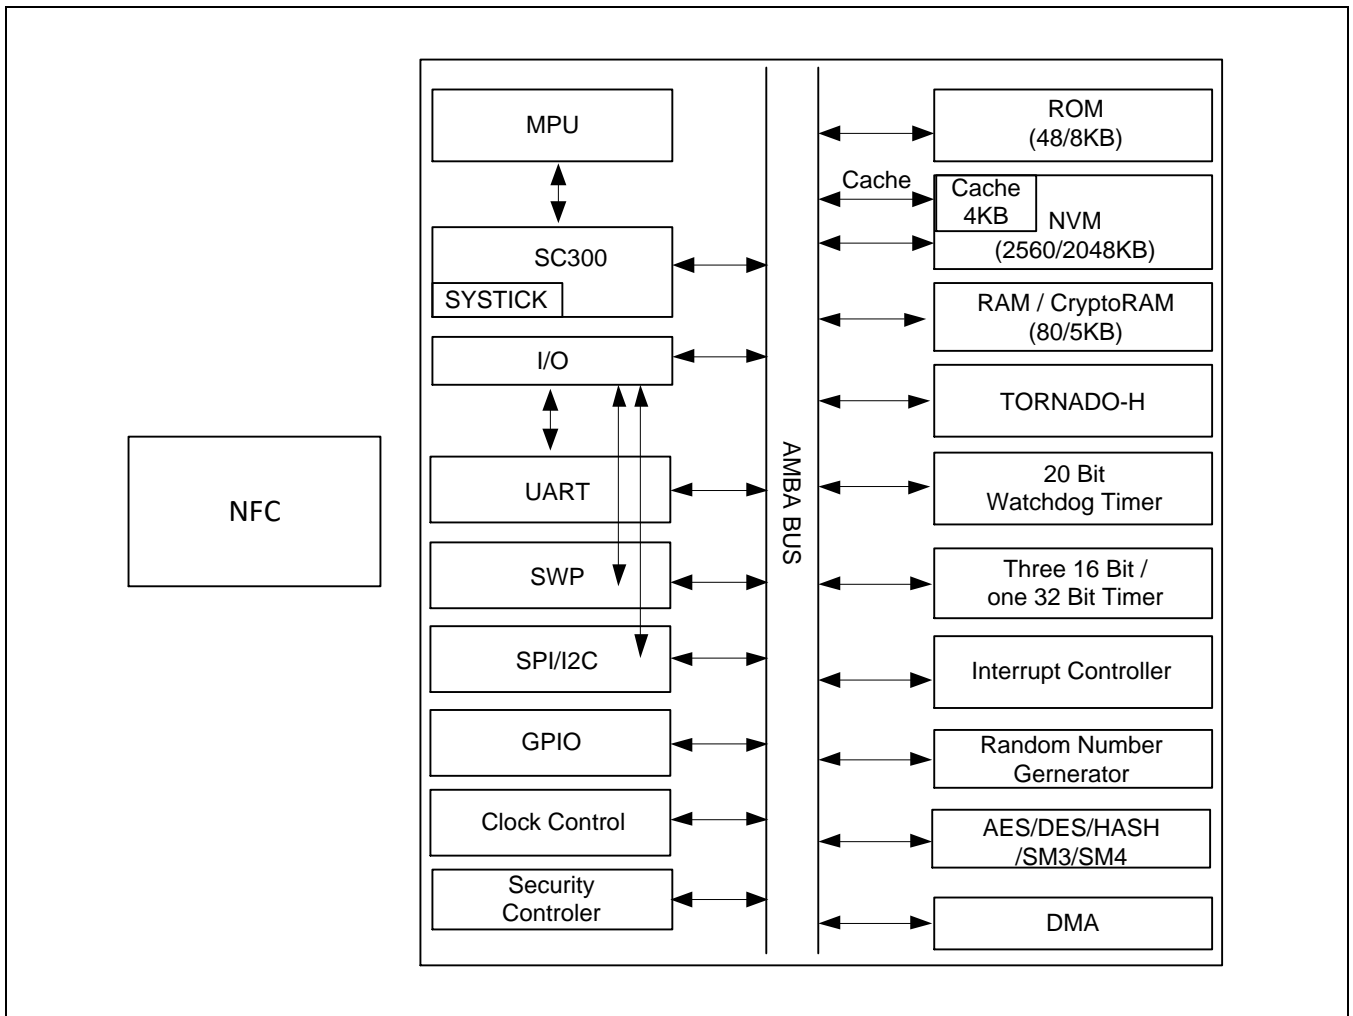 NFC
MPU
SC300
SYSTICK
I/O
UART
SWP
SPI/I2C
GPIO
Clock Control
Security
Controler
AMBA BUS
ROM
(48/8KB)
Cache
Cache
4KB
NVM
(2560/2048KB)
RAM / CryptoRAM
(80/5KB)
TORNADO-H
20 Bit
Watchdog Timer
Three 16 Bit /
one 32 Bit Timer
Interrupt Controller
Random Number
Gernerator
AES/DES/HASH
/SM3/SM4
DMA